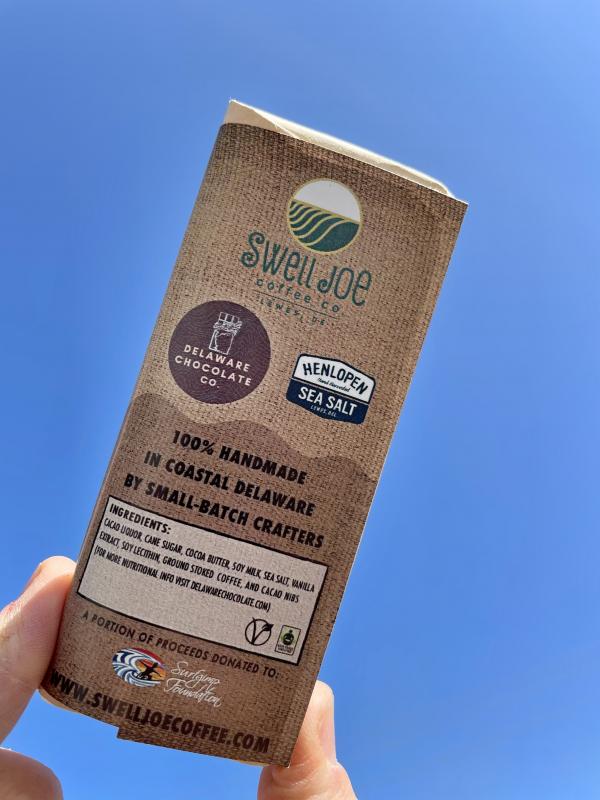 Swell Joe
Coffee Co
LEWES, DE
DELAWARE
CHOCOLATE
CO.
HENLOPEN
Hand-Harvested
SEA SALT
LEWES, DEL
100% HANDMADE
IN COASTAL DELAWARE
BY SMALL-BATCH CRAFTERS
INGREDIENTS:
CACAO LIQUOR, CANE SUGAR, COCOA BUTTER, SOY MILK, SEA SALT, VANILLA
EXTRACT, SOY LECITHIN, GROUND STOKED COFFEE, AND CACAO NIBS
(FOR MORE NUTRITIONAL INFO VISIT DELAWARECHOCOLATE.COM)
A PORTION OF PROCEEDS DONATED TO:
Surfing's
Foundation
WWW.SWELLJOECOFFEE.COM